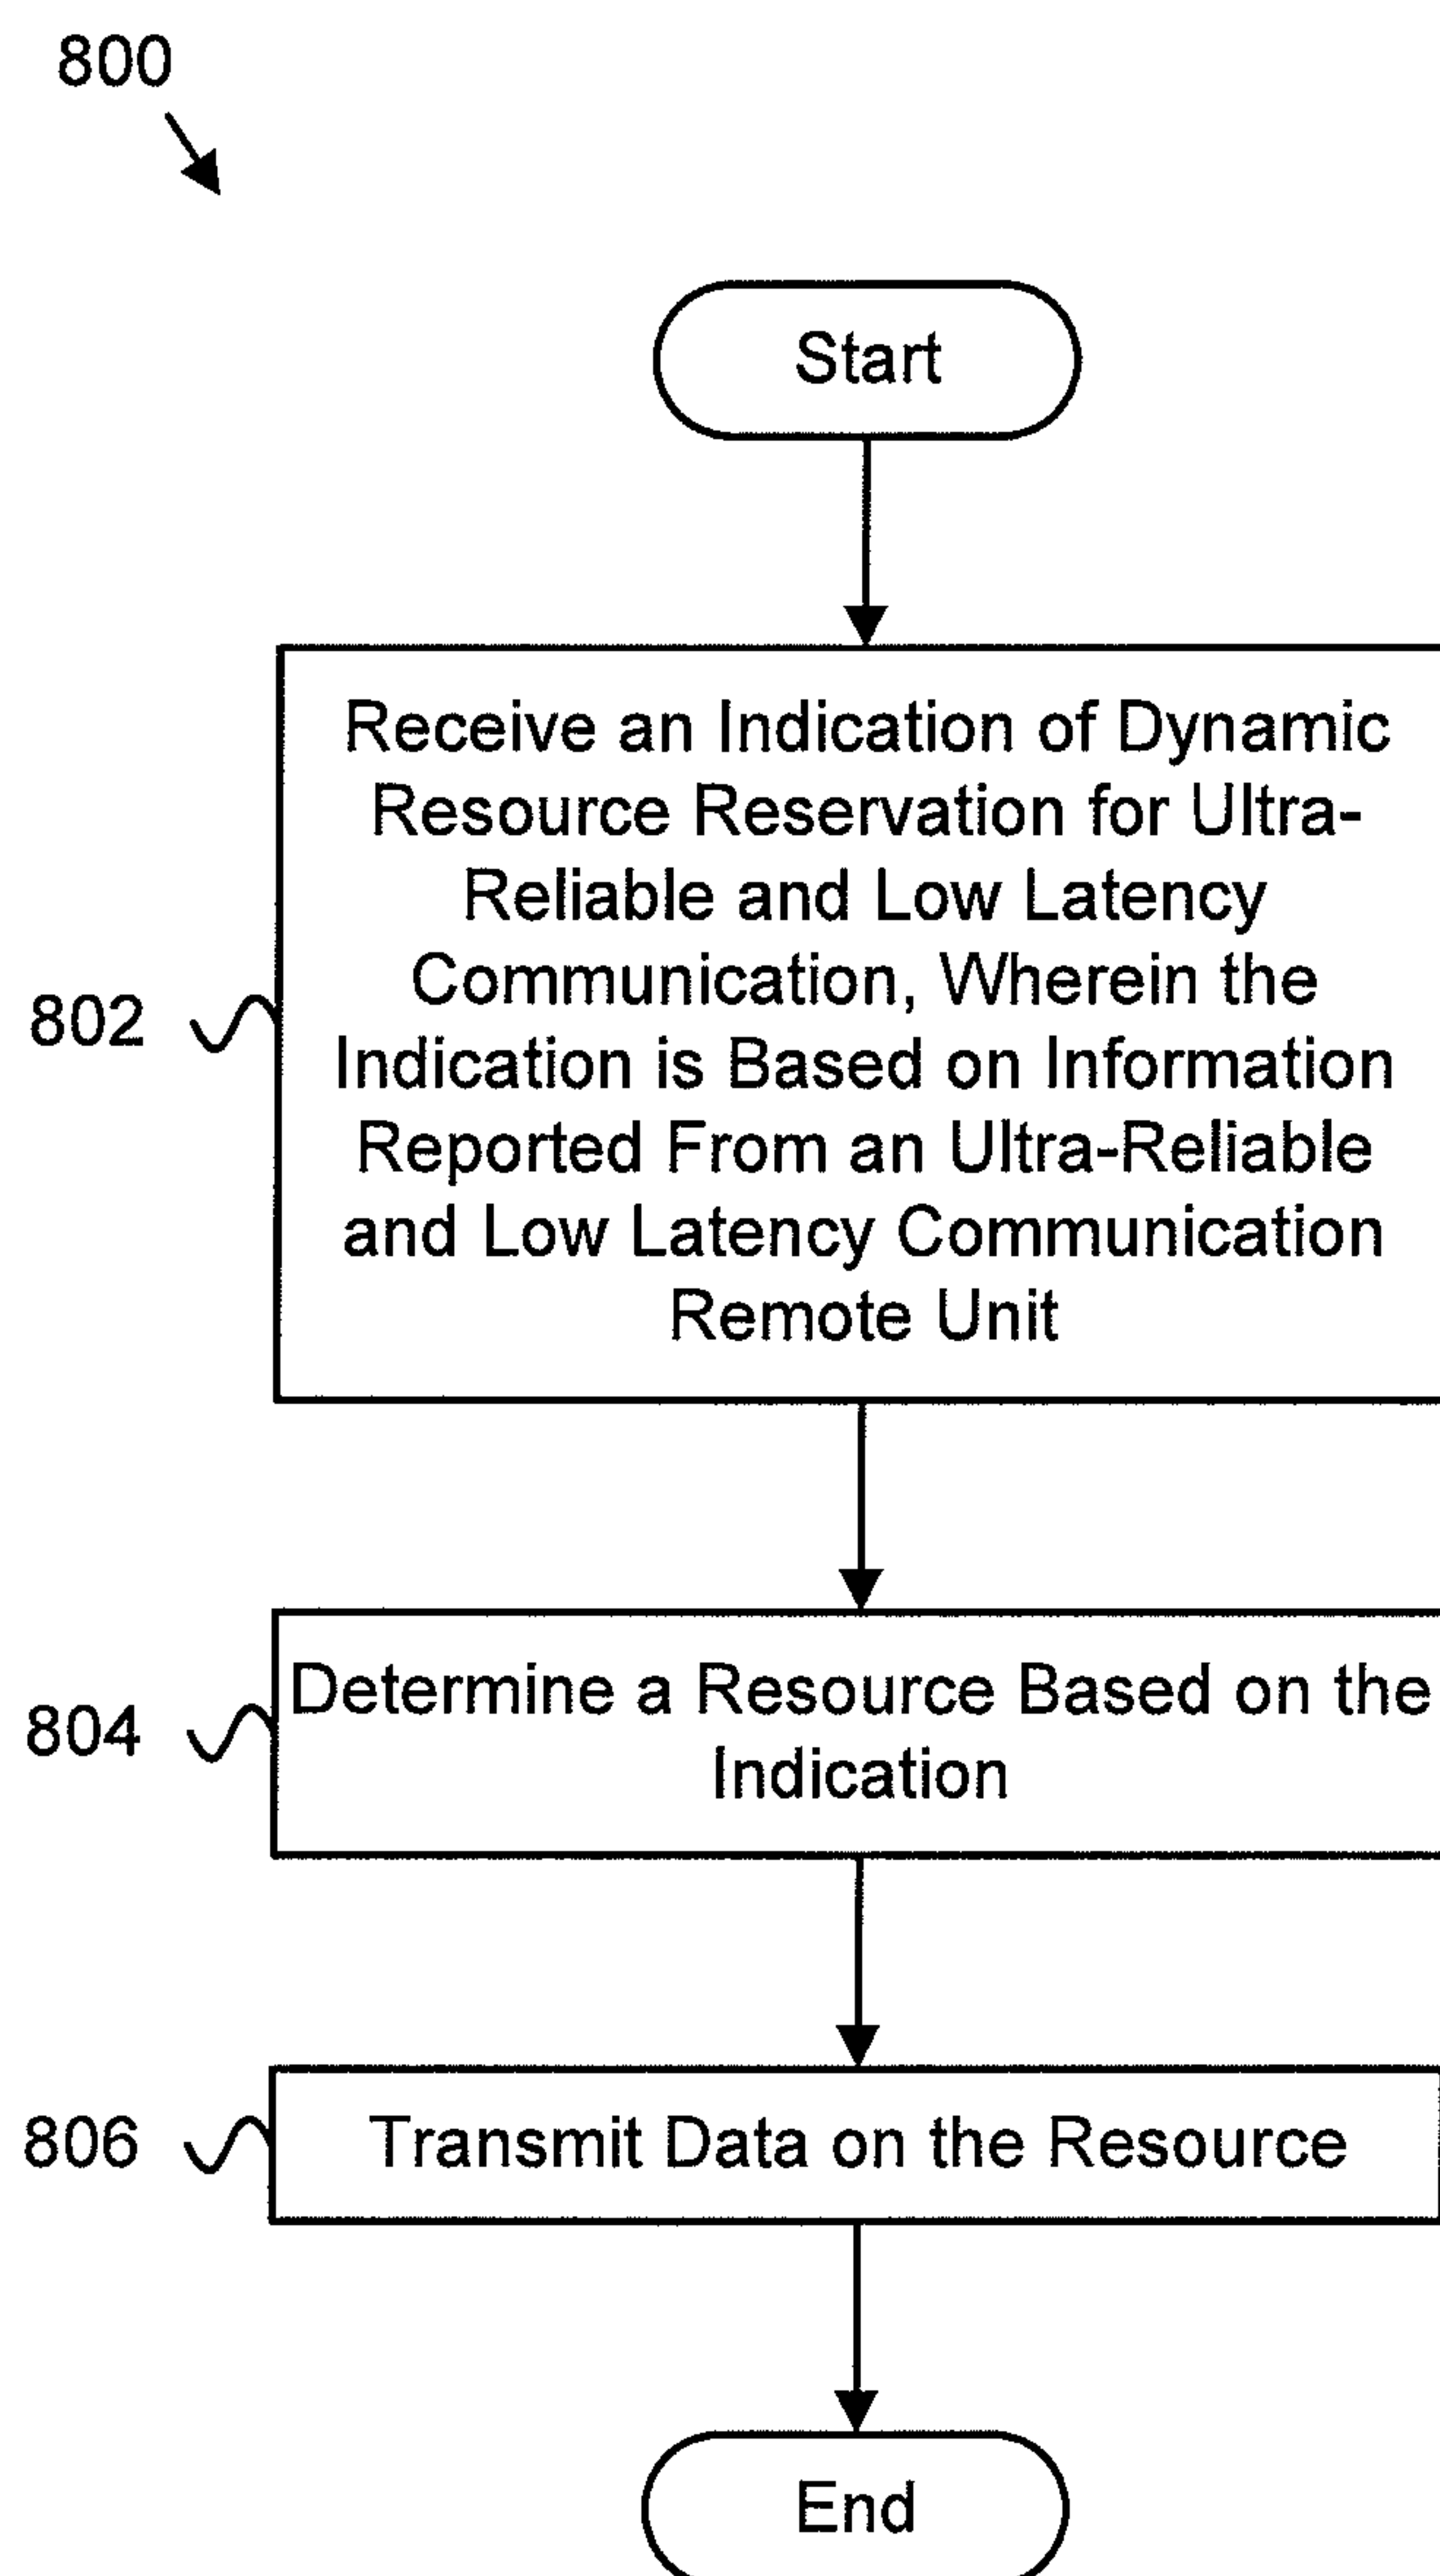 800
Start
Receive an Indication of Dynamic
Resource Reservation for Ultra-
Reliable and Low Latency
Communication, Wherein the
Indication is Based on Information
Reported From an Ultra-Reliable
and Low Latency Communication
Remote Unit
802
Determine a Resource Based on the
Indication
804
Transmit Data on the Resource
806
End